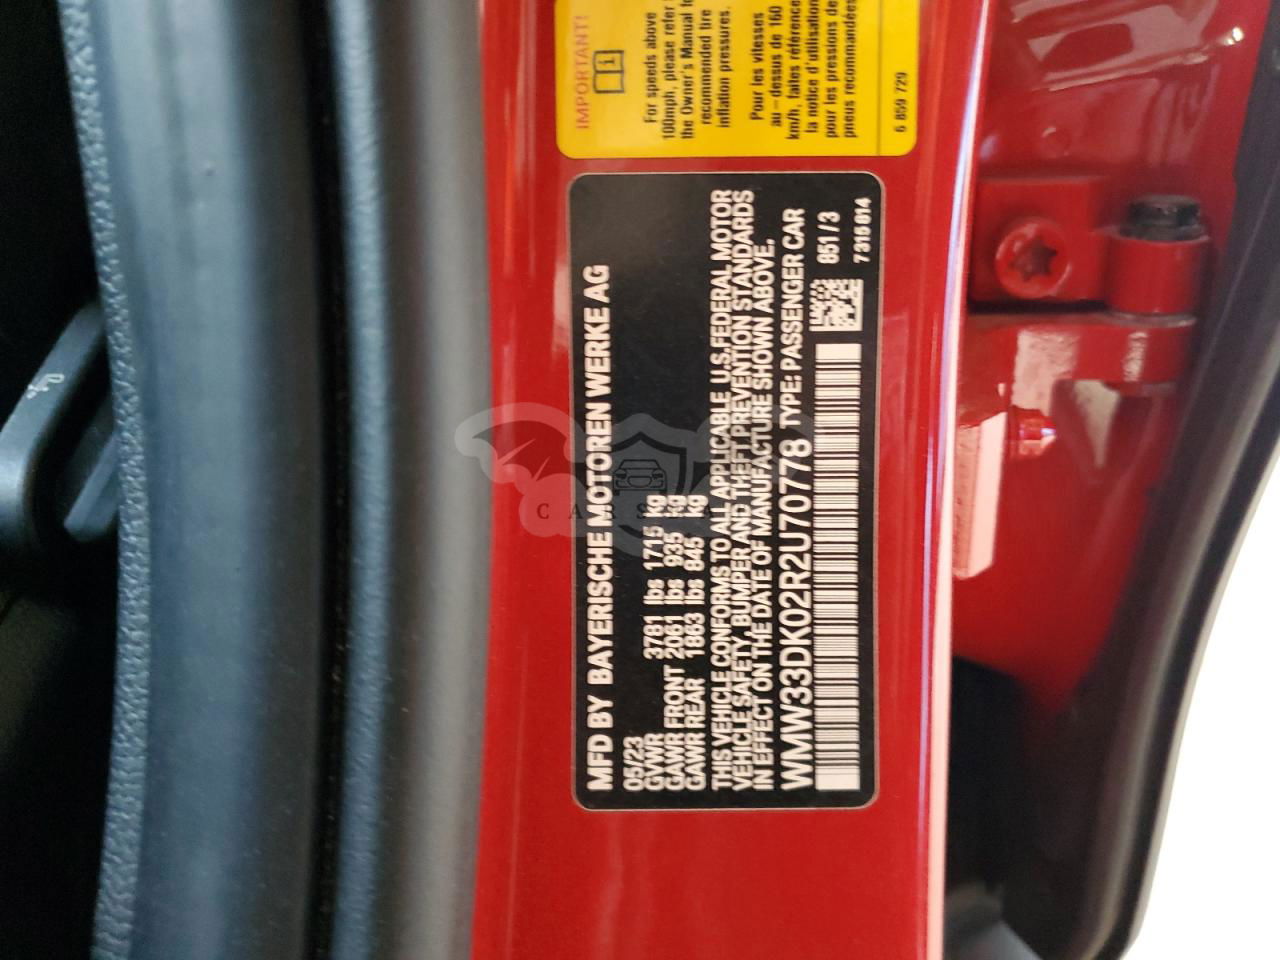 IMPORTANT!
For speeds above
100mph, please refer
the Owner's Manual
recommended tire
inflation pressures.
Pour les vitesses
au-dessus de 160
km/h, faites référence
la notice d'utilisation
pour les pressions de
pneus recommandées
6 859 729
MFD BY BAYERISCHE MOTOREN WERKE AG
05/23
GVWR 3781 lbs 1715 kg
GAWR FRONT 2061 lbs 935 kg
GAWR REAR 1863 lbs 845 kg
THIS VEHICLE CONFORMS TO ALL APPLICABLE U.S. FEDERAL MOTOR
VEHICLE SAFETY, BUMPER AND THEFT PREVENTION STANDARDS
IN EFFECT ON THE DATE OF MANUFACTURE SHOWN ABOVE.
WMW33DK02R2U70778 TYPE: PASSENGER CAR
851/3
7316814